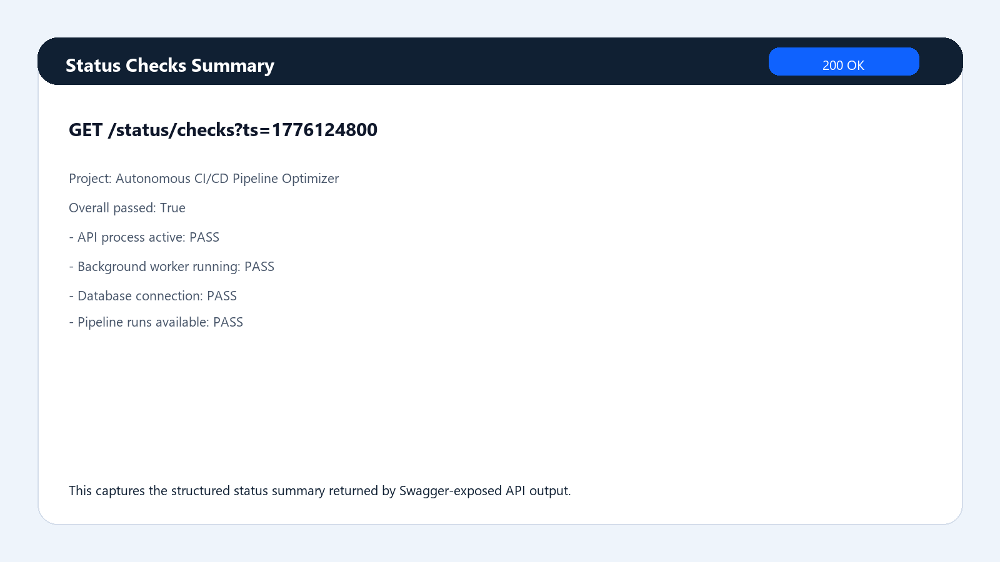 Status Checks Summary
200 OK
GET /status/checks?ts=1776124800
Project: Autonomous CI/CD Pipeline Optimizer
Overall passed: True
- API process active: PASS
- Background worker running: PASS
- Database connection: PASS
- Pipeline runs available: PASS
This captures the structured status summary returned by Swagger-exposed API output.